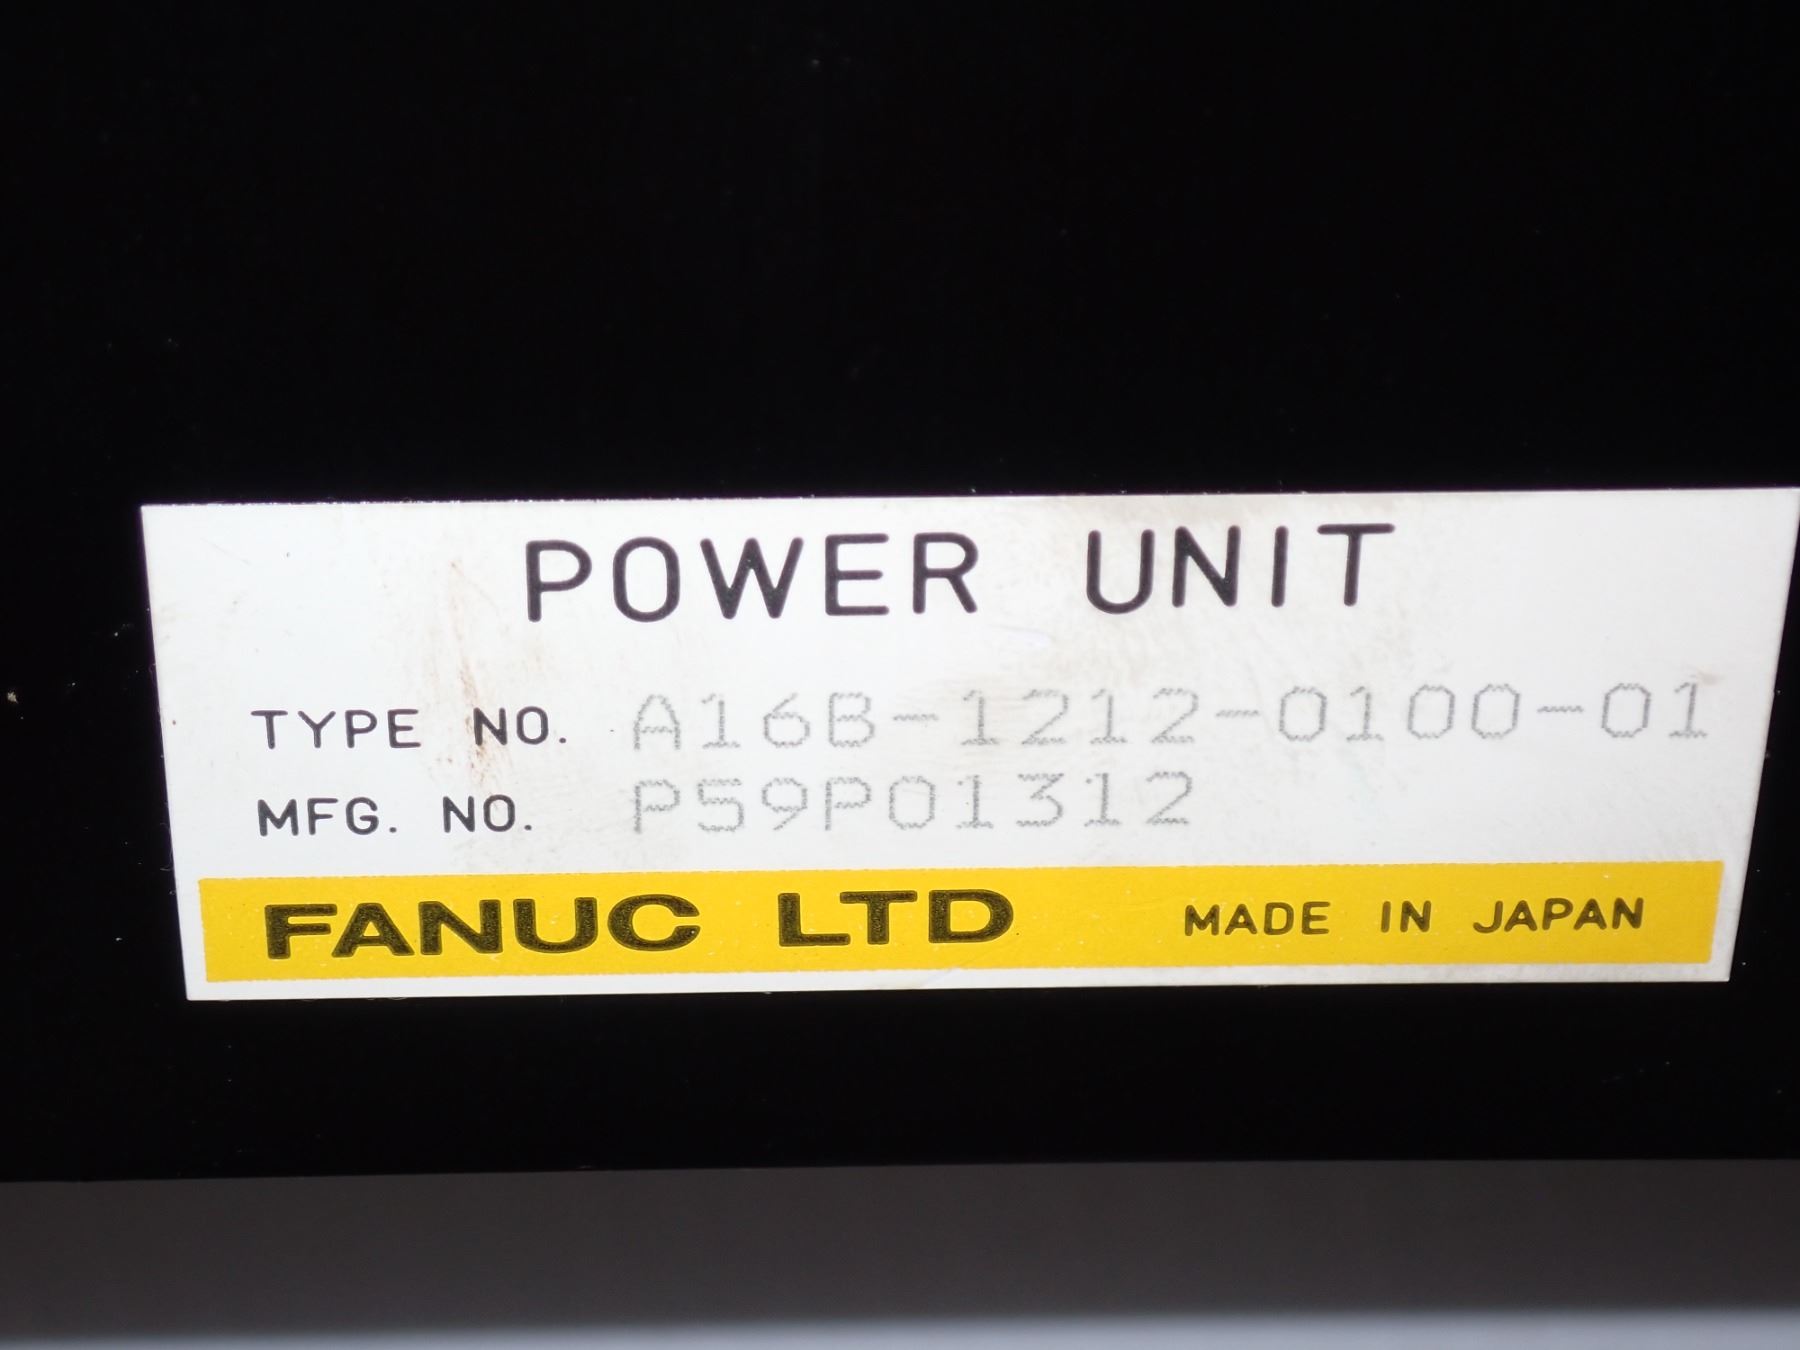 POWER UNIT
TYPE NO. A16B-1212-0100-01
MFG. NO. P59P01312
FANUC LTD MADE IN JAPAN